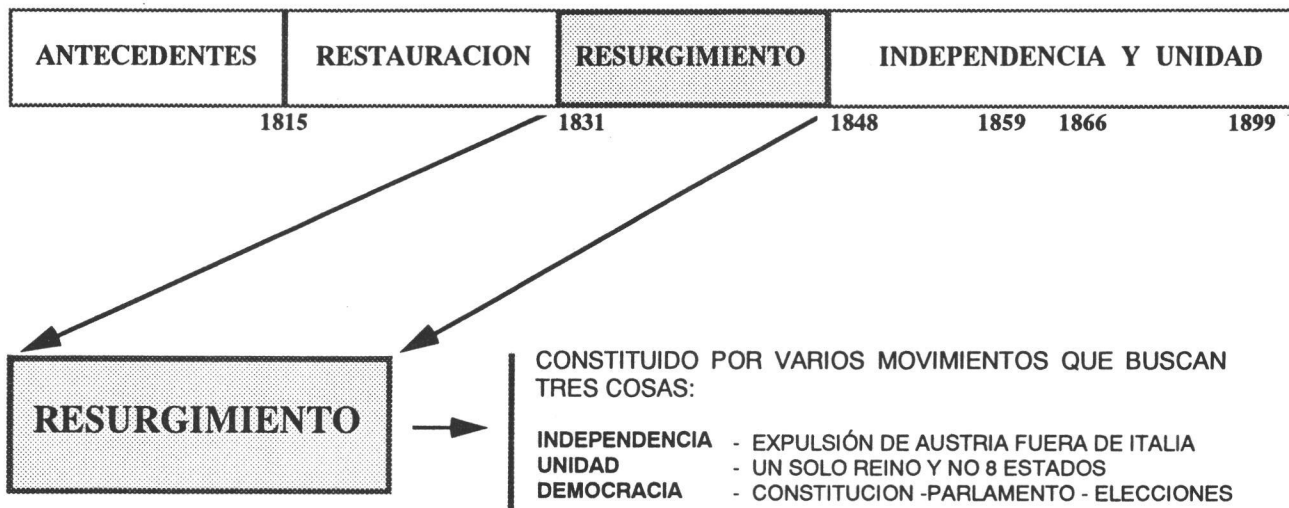 ANTECEDENTES RESTAURACION RESURGIMIENTO INDEPENDENCIA Y UNIDAD
1815 1831 1848 1859 1866 1899
RESURGIMIENTO
CONSTITUIDO POR VARIOS MOVIMIENTOS QUE BUSCAN
TRES COSAS:
INDEPENDENCIA - EXPULSIÓN DE AUSTRIA FUERA DE ITALIA
UNIDAD - UN SOLO REINO Y NO 8 ESTADOS
DEMOCRACIA - CONSTITUCION -PARLAMENTO - ELECCIONES